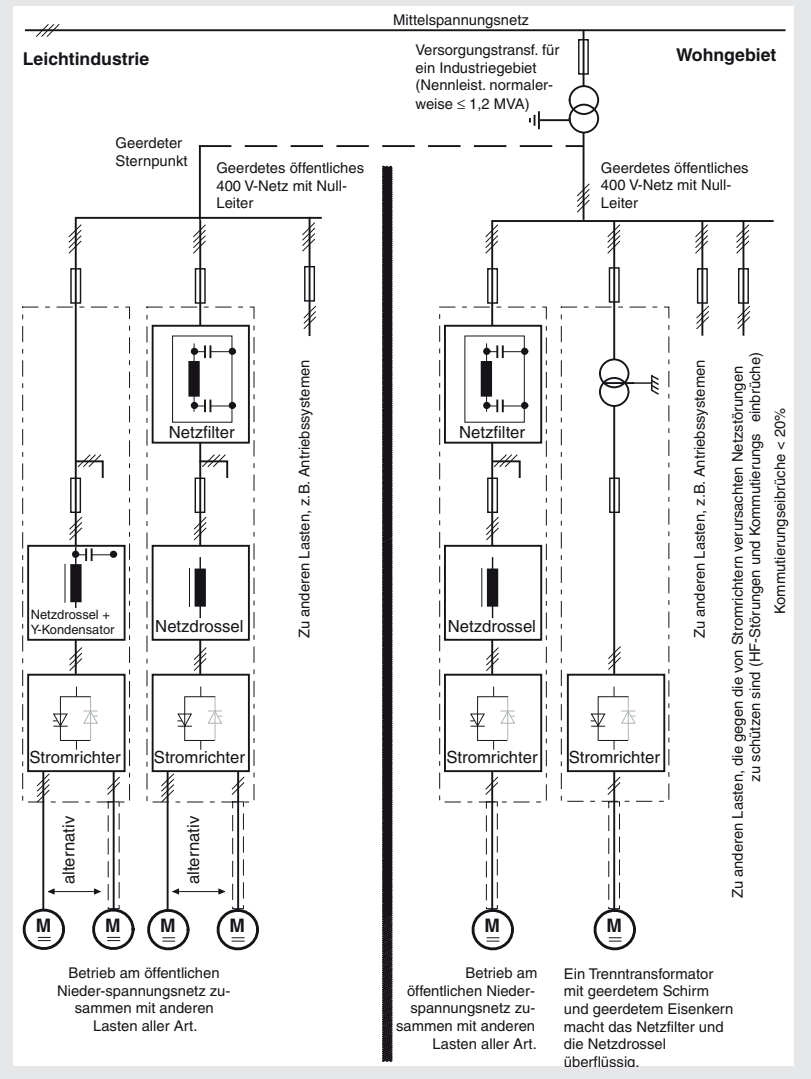 Mittelspannungsnetz
Leichtindustrie
Versorgungstransf. für
ein Industriegebiet
(Nennleist. normaler-
weise ≤ 1,2 MVA)
Wohngebiet
Geerdeter
Sternpunkt
Geerdetes öffentliches
400 V-Netz mit Null-
Leiter
Geerdetes öffentliches
400 V-Netz mit Null-
Leiter
Netzfilter
Netzdrossel +
Y-Kondensator
Netzdrossel
Stromrichter
Stromrichter
Zu anderen Lasten, z.B. Antriebssystemen
alternativ
alternativ
M
M
M
M
Betrieb am öffentlichen
Nieder-spannungsnetz zu-
sammen mit anderen
Lasten aller Art.
Netzfilter
Netzdrossel
Stromrichter
Stromrichter
Zu anderen Lasten, z.B. Antriebssystemen
Zu anderen Lasten, die gegen die von Stromrichtern verursachten Netzstörungen
zu schützen sind (HF-Störungen und Kommutierungs einbrüche)
Kommutierungseibrüche < 20%
M
M
Betrieb am
öffentlichen Nieder-
spannungsnetz zu-
sammen mit anderen
Lasten aller Art.
Ein Trenntransformator
mit geerdetem Schirm
und geerdetem Eisenkern
macht das Netzfilter und
die Netzdrossel
überflüssig.